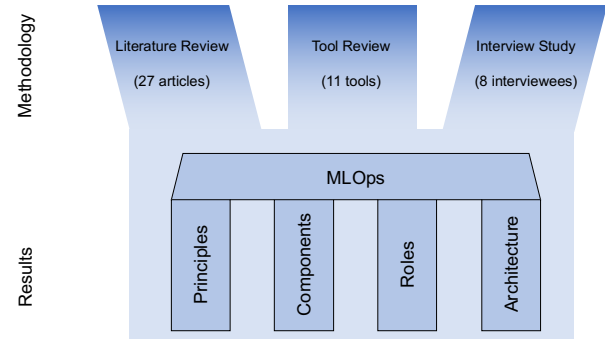 Methodology
Literature Review
(27 articles)
Tool Review
(11 tools)
Interview Study
(8 interviewees)
Results
MLOps
Principles
Components
Roles
Architecture